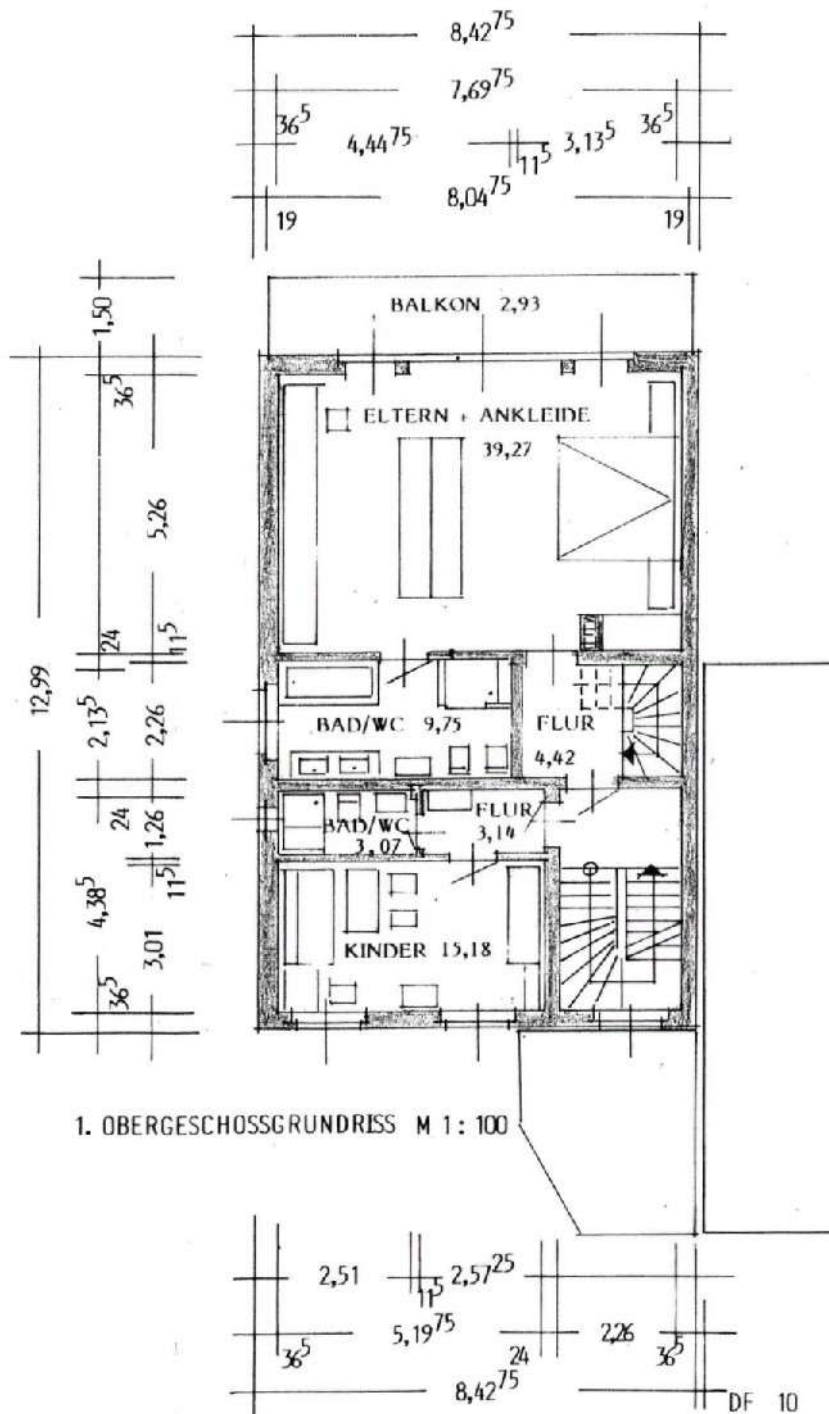 8,42⁷⁵
7,69⁷⁵
36⁵ 4,44⁷⁵ 11⁵ 3,13⁵ 36⁵
8,04⁷⁵
19 19
1,50
BALKON 2,93
36⁵
ELTERN + ANKLEIDE
39,27
5,26
24 11⁵
12,99
2,13⁵ 2,26
BAD/WC 9,75
FLUR
4,42
24 1,26
BAD/WC
3,07
FLUR
3,14
4,38⁵ 11⁵
3,01
KINDER 15,18
36⁵
1. OBERGESCHOSSGRUNDRISS M 1:100
2,51 11⁵ 2,57²⁵
36⁵ 5,19⁷⁵ 24 2,26 36⁵
8,42⁷⁵
DF 10